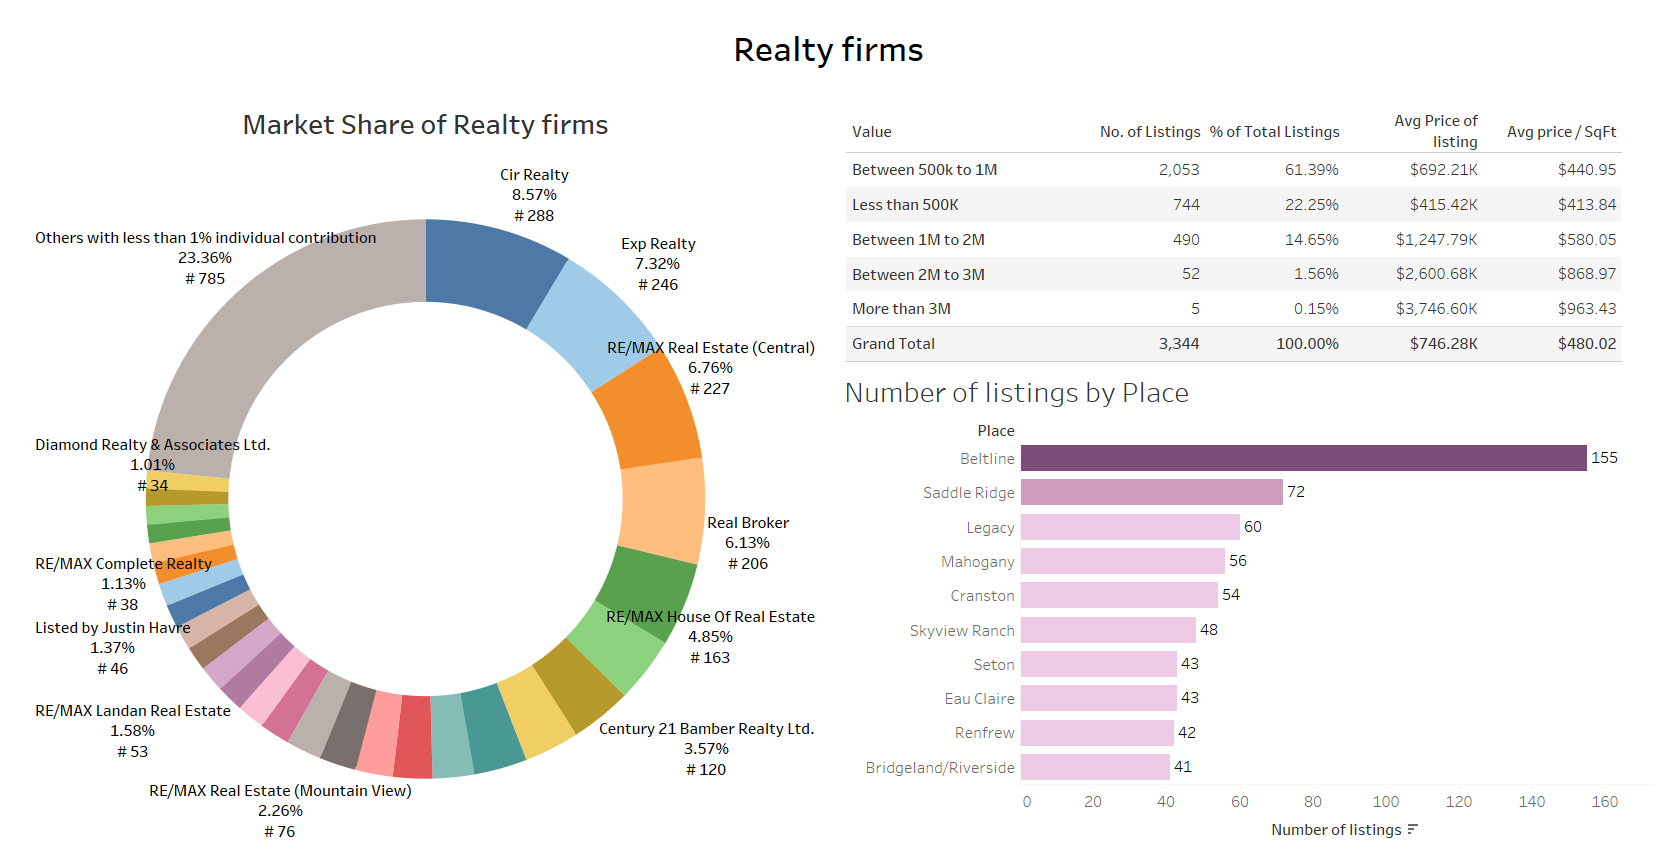 Realty firms
Market Share of Realty firms
Cir Realty
8.57%
# 288
Exp Realty
7.32%
# 246
RE/MAX Real Estate (Central)
6.76%
# 227
Real Broker
6.13%
# 206
RE/MAX House Of Real Estate
4.85%
# 163
Century 21 Bamber Realty Ltd.
3.57%
# 120
RE/MAX Real Estate (Mountain View)
2.26%
# 76
RE/MAX Landan Real Estate
1.58%
# 53
Listed by Justin Havre
1.37%
# 46
RE/MAX Complete Realty
1.13%
# 38
Diamond Realty & Associates Ltd.
1.01%
# 34
Others with less than 1% individual contribution
23.36%
# 785
Value No. of Listings % of Total Listings Avg Price of listing Avg price / SqFt
Between 500k to 1M 2,053 61.39% $692.21K $440.95
Less than 500K 744 22.25% $415.42K $413.84
Between 1M to 2M 490 14.65% $1,247.79K $580.05
Between 2M to 3M 52 1.56% $2,600.68K $868.97
More than 3M 5 0.15% $3,746.60K $963.43
Grand Total 3,344 100.00% $746.28K $480.02
Number of listings by Place
Place
Beltline 155
Saddle Ridge 72
Legacy 60
Mahogany 56
Cranston 54
Skyview Ranch 48
Seton 43
Eau Claire 43
Renfrew 42
Bridgeland/Riverside 41
0 20 40 60 80 100 120 140 160
Number of listings